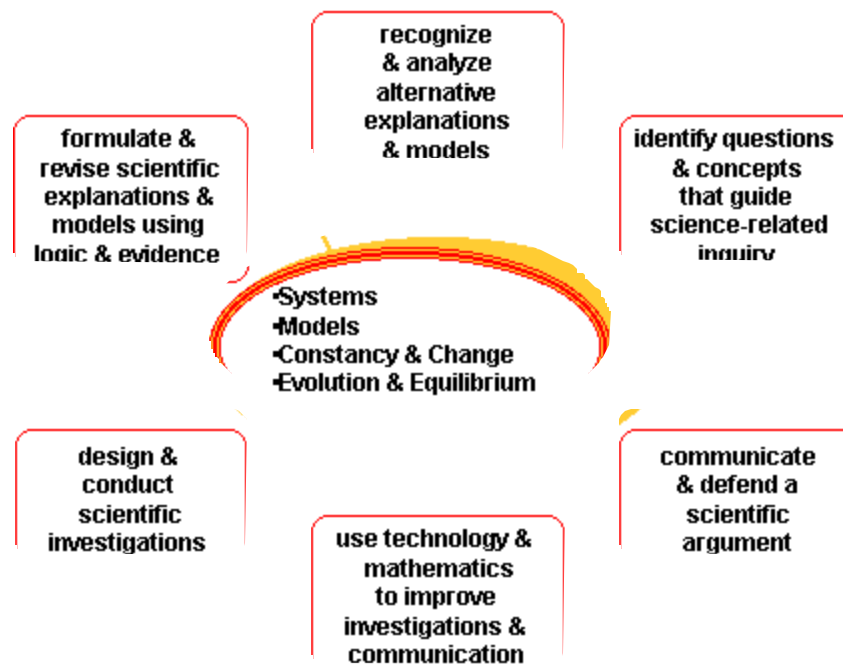 recognize
& analyze
alternative
explanations
& models
formulate &
revise scientific
explanations &
models using
logic & evidence
identify questions
& concepts
that guide
science-related
inquiry
•Systems
•Models
•Constancy & Change
•Evolution & Equilibrium
design &
conduct
scientific
investigations
communicate
& defend a
scientific
argument
use technology &
mathematics
to improve
investigations &
communication